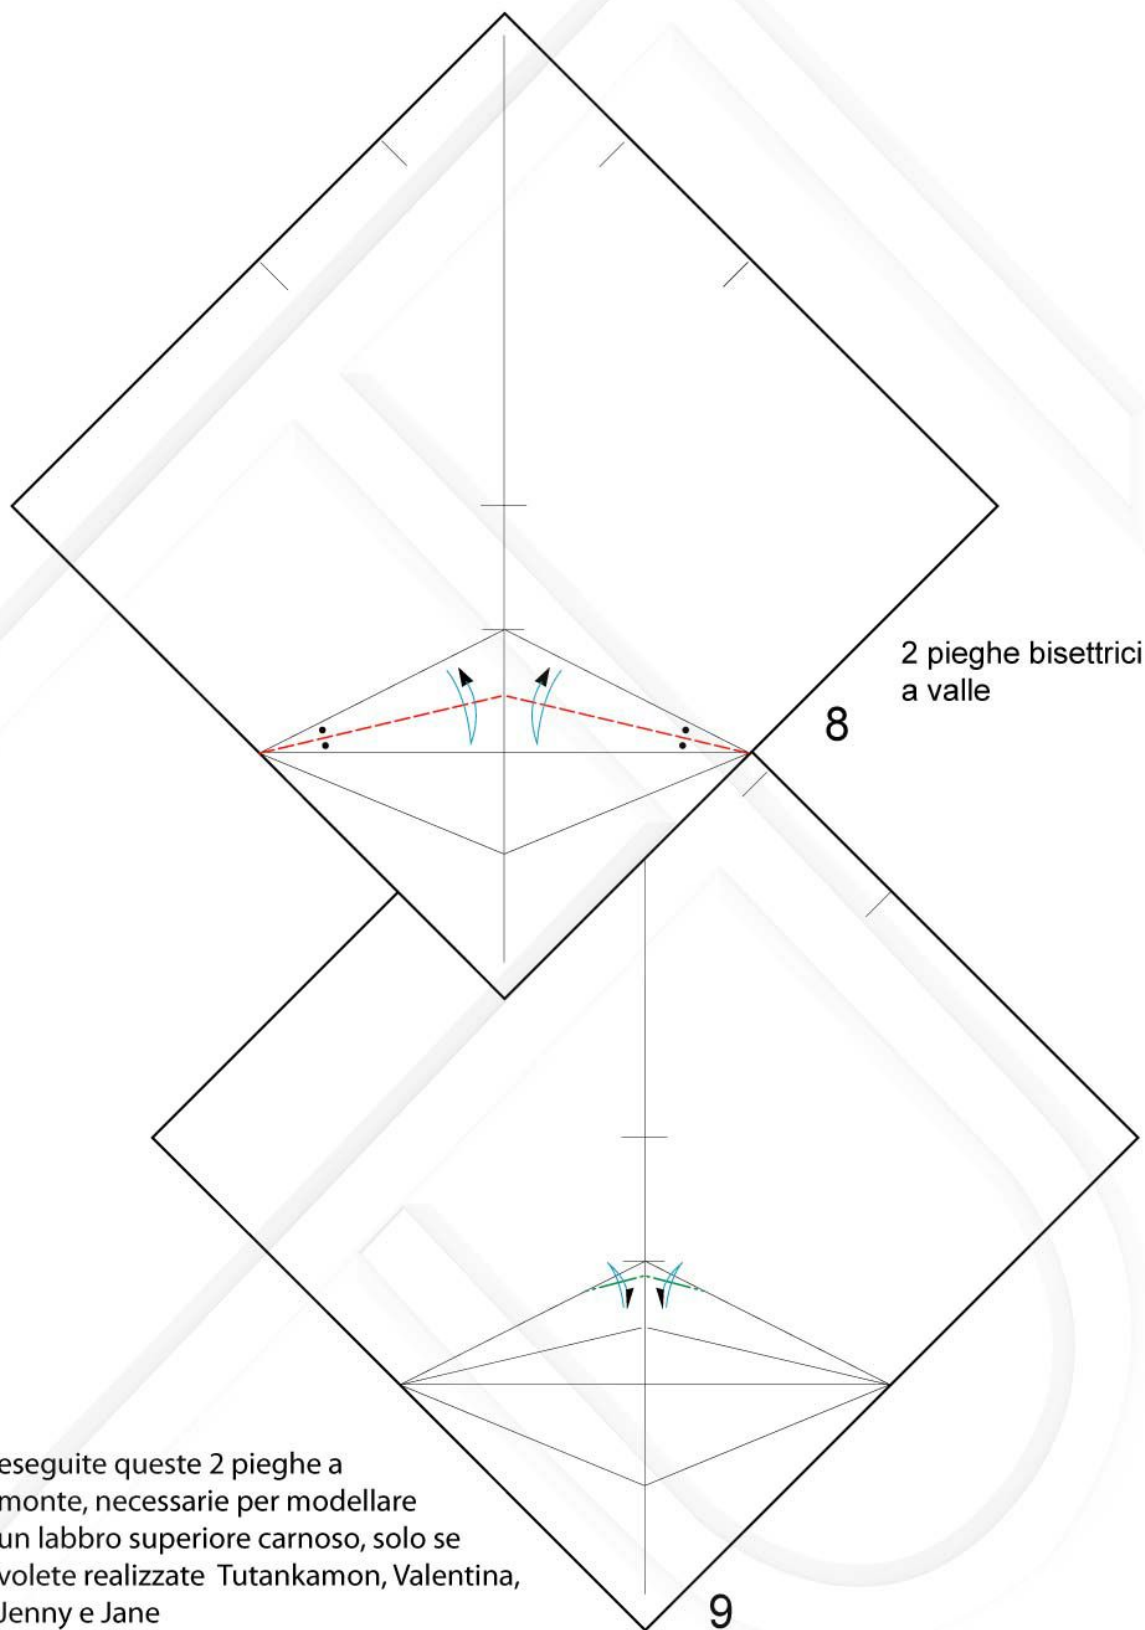 2 pieghe bisettrici
a valle
8
eseguite queste 2 pieghe a
monte, necessarie per modellare
un labbro superiore carnoso, solo se
volete realizzate Tutankamon, Valentina,
Jenny e Jane
9